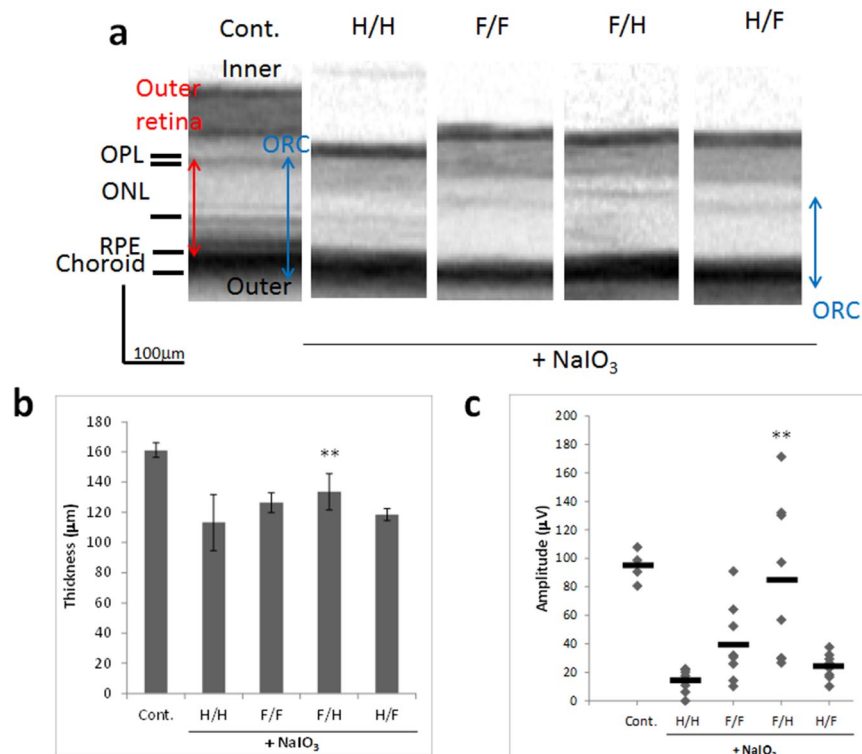 a
Cont. H/H F/F F/H H/F
Inner
Outer
retina
ORC
OPL
ONL
RPE
Choroid
Outer
ORC
100μm
+ NaIO3
b
180
160
140
120
100
80
60
40
20
0
Thickness (μm)
**
Cont. H/H F/F F/H H/F
+ NaIO3
c
200
180
160
140
120
100
80
60
40
20
0
Amplitude (μV)
**
Cont. H/H F/F F/H H/F
+ NaIO3